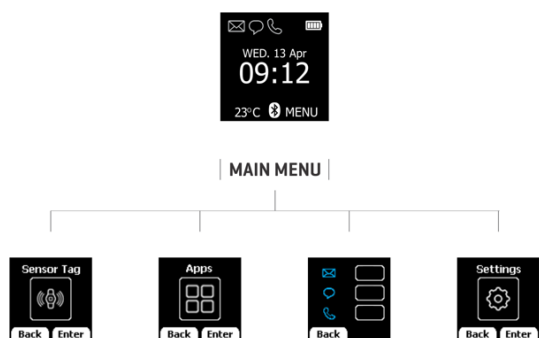 WED. 13 Apr
09:12
23°C MENU
MAIN MENU
Sensor Tag
Apps
Settings
Back Enter
Back Enter
Back
Back Enter